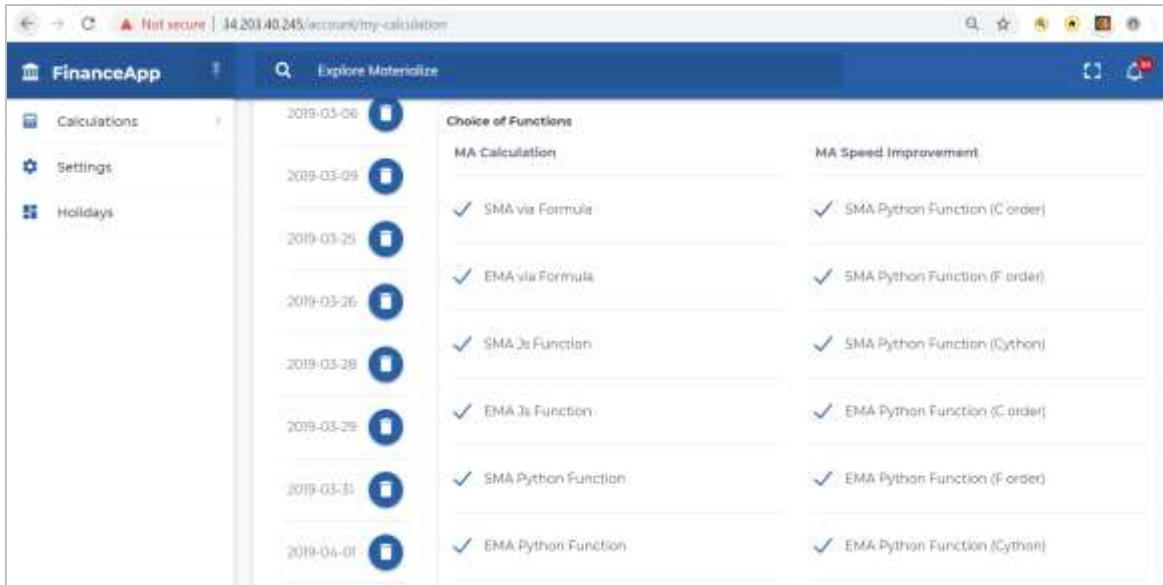 Not secure | 34.203.40.245/account/my-calculation
FinanceApp
Explore Materialize
Calculations
Settings
Holidays
2019-03-06
2019-03-09
2019-03-25
2019-03-26
2019-03-28
2019-03-29
2019-03-31
2019-04-01
Choice of Functions
MA Calculation
MA Speed Improvement
SMA via Formula
SMA Python Function (C order)
EMA via Formula
SMA Python Function (F order)
SMA Js Function
SMA Python Function (Cython)
EMA Js Function
EMA Python Function (C order)
SMA Python Function
EMA Python Function (F order)
EMA Python Function
EMA Python Function (Cython)